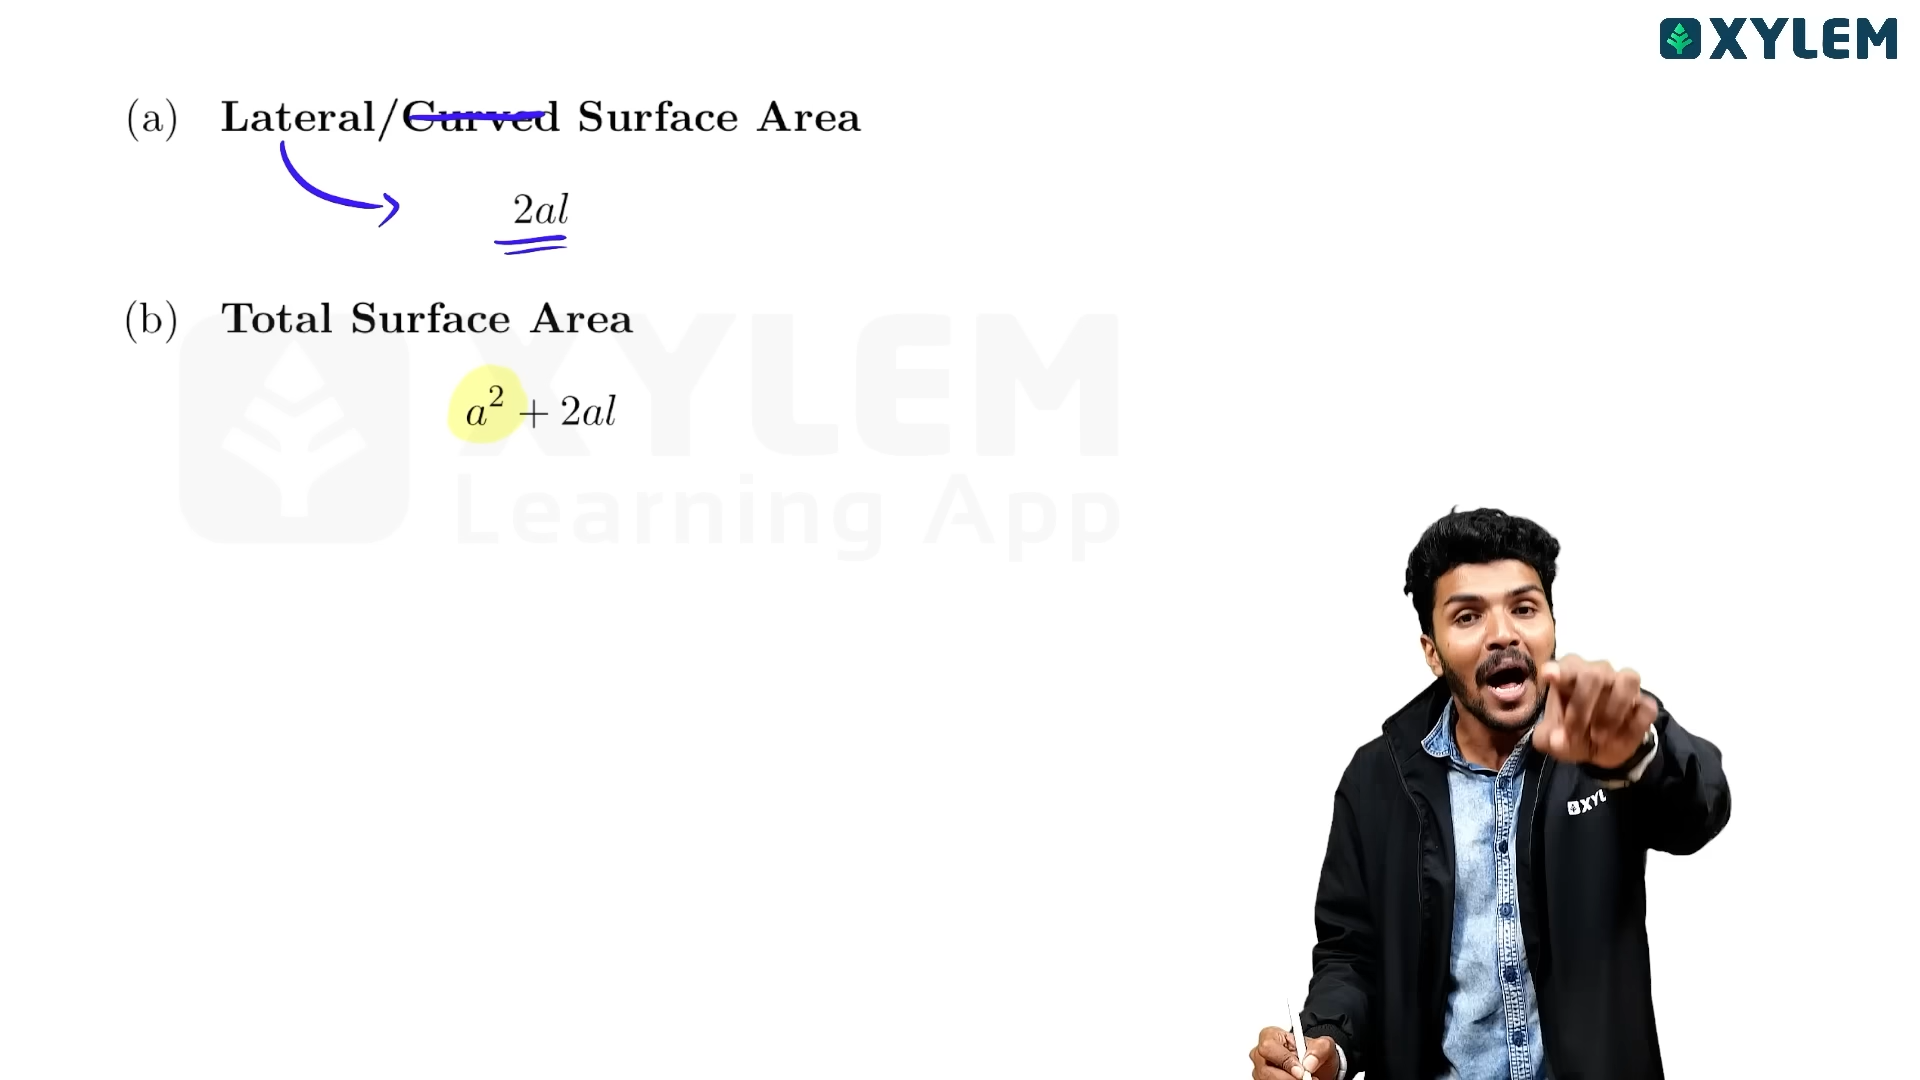 XYLEM
(a) Lateral/Curved Surface Area
2al
(b) Total Surface Area
a² + 2al
XYLEM
Learning App
XYL